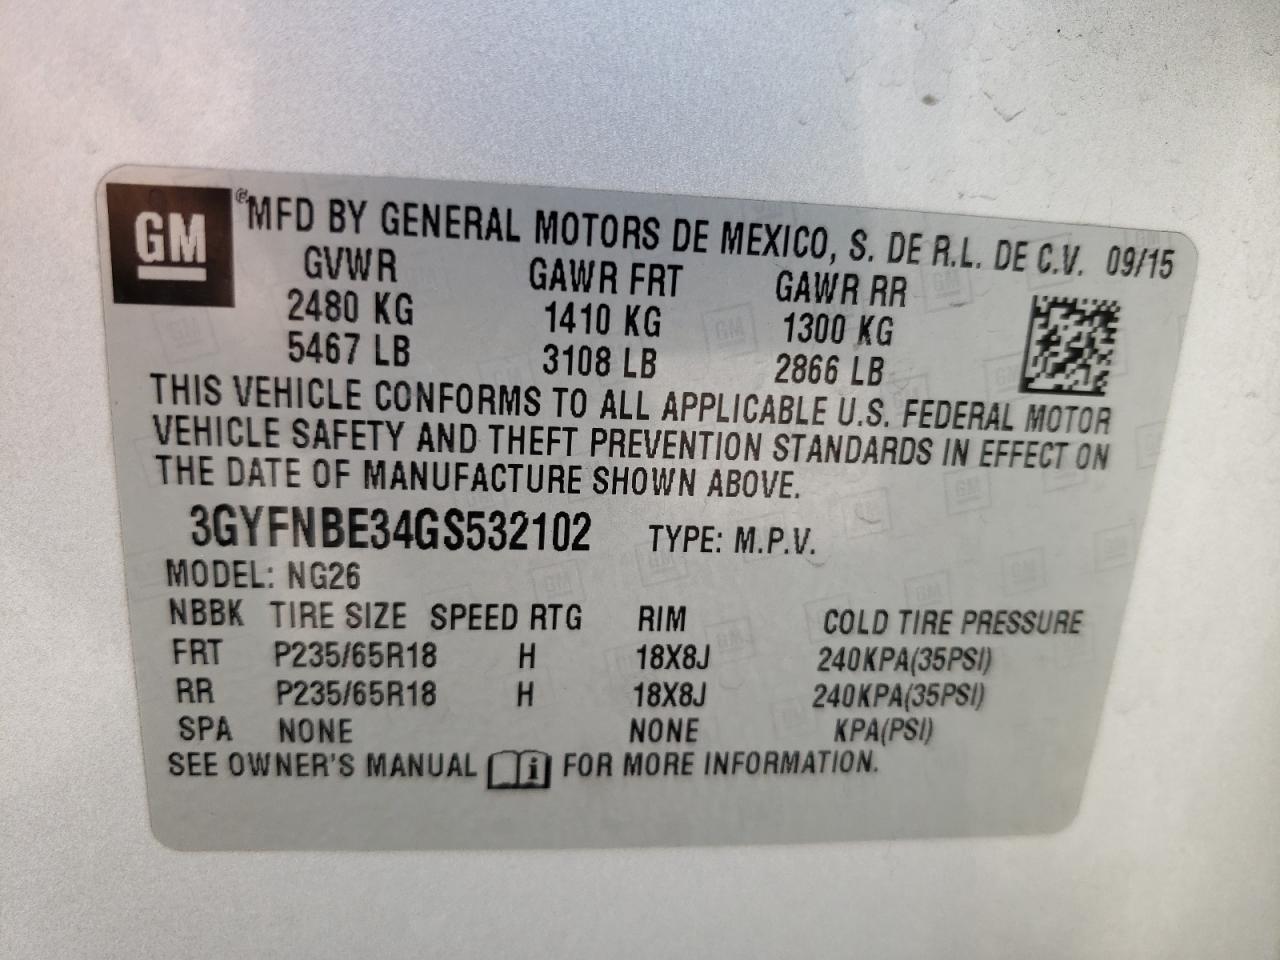 GM
© MFD BY GENERAL MOTORS DE MEXICO, S. DE R.L. DE C.V. 09/15
GVWR GAWR FRT GAWR RR
2480 KG 1410 KG 1300 KG
5467 LB 3108 LB 2866 LB
THIS VEHICLE CONFORMS TO ALL APPLICABLE U.S. FEDERAL MOTOR
VEHICLE SAFETY AND THEFT PREVENTION STANDARDS IN EFFECT ON
THE DATE OF MANUFACTURE SHOWN ABOVE.
3GYFNBE34GS532102 TYPE: M.P.V.
MODEL: NG26
NBBK TIRE SIZE SPEED RTG RIM COLD TIRE PRESSURE
FRT P235/65R18 H 18X8J 240KPA(35PSI)
RR P235/65R18 H 18X8J 240KPA(35PSI)
SPA NONE NONE KPA(PSI)
SEE OWNER'S MANUAL i FOR MORE INFORMATION.